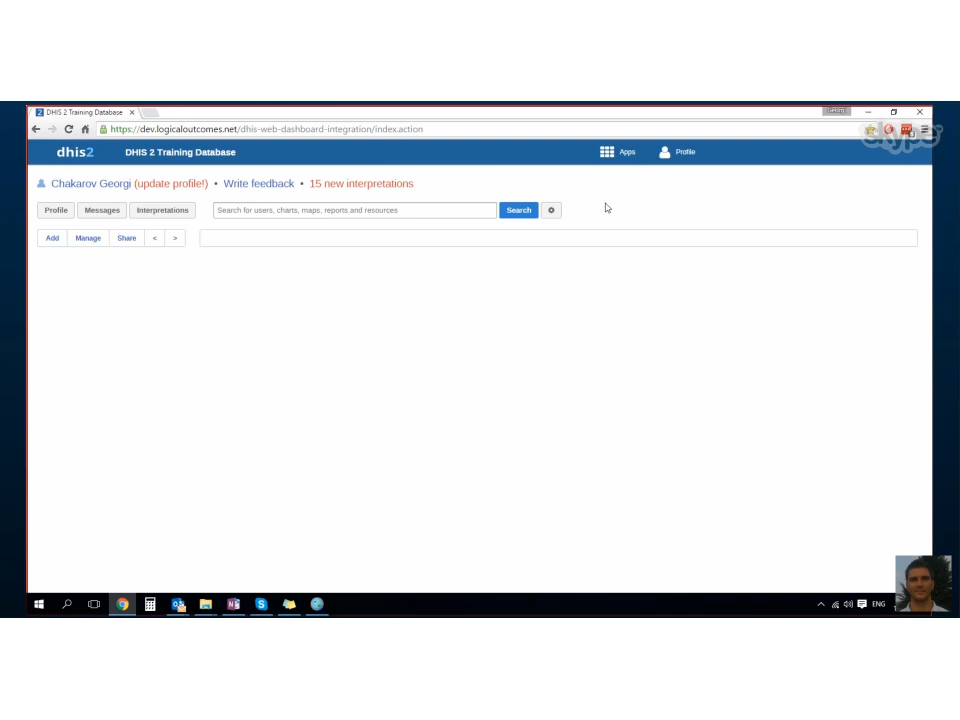 DHIS 2 Training Database
Georgi
https://dev.logicaloutcomes.net/dhis-web-dashboard-integration/index.action
skype
dhis2 DHIS 2 Training Database Apps Profile
Chakarov Georgi (update profile!) • Write feedback • 15 new interpretations
Profile Messages Interpretations Search for users, charts, maps, reports and resources Search
Add Manage Share < >
ENG